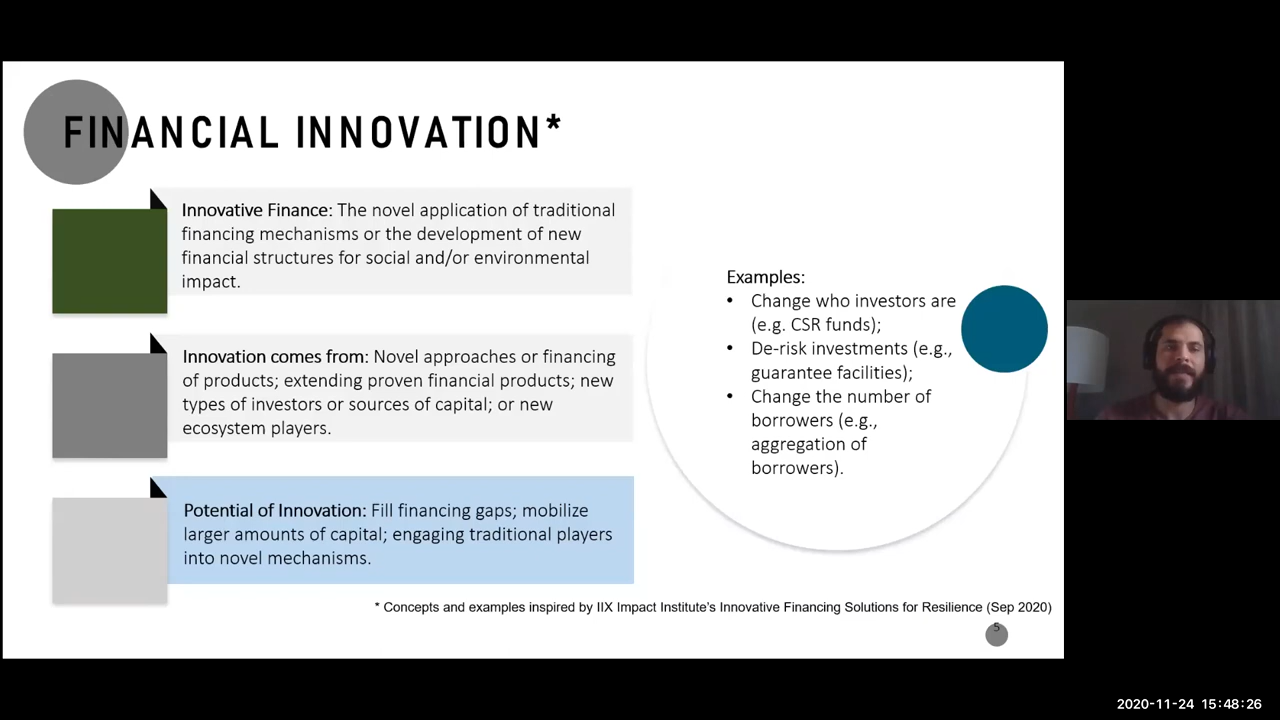 FINANCIAL INNOVATION*
Innovative Finance: The novel application of traditional
financing mechanisms or the development of new
financial structures for social and/or environmental
impact.
Innovation comes from: Novel approaches or financing
of products; extending proven financial products; new
types of investors or sources of capital; or new
ecosystem players.
Potential of Innovation: Fill financing gaps; mobilize
larger amounts of capital; engaging traditional players
into novel mechanisms.
Examples:
• Change who investors are
(e.g. CSR funds);
• De-risk investments (e.g.,
guarantee facilities);
• Change the number of
borrowers (e.g.,
aggregation of
borrowers).
* Concepts and examples inspired by IIX Impact Institute's Innovative Financing Solutions for Resilience (Sep 2020)
5
2020-11-24 15:48:26